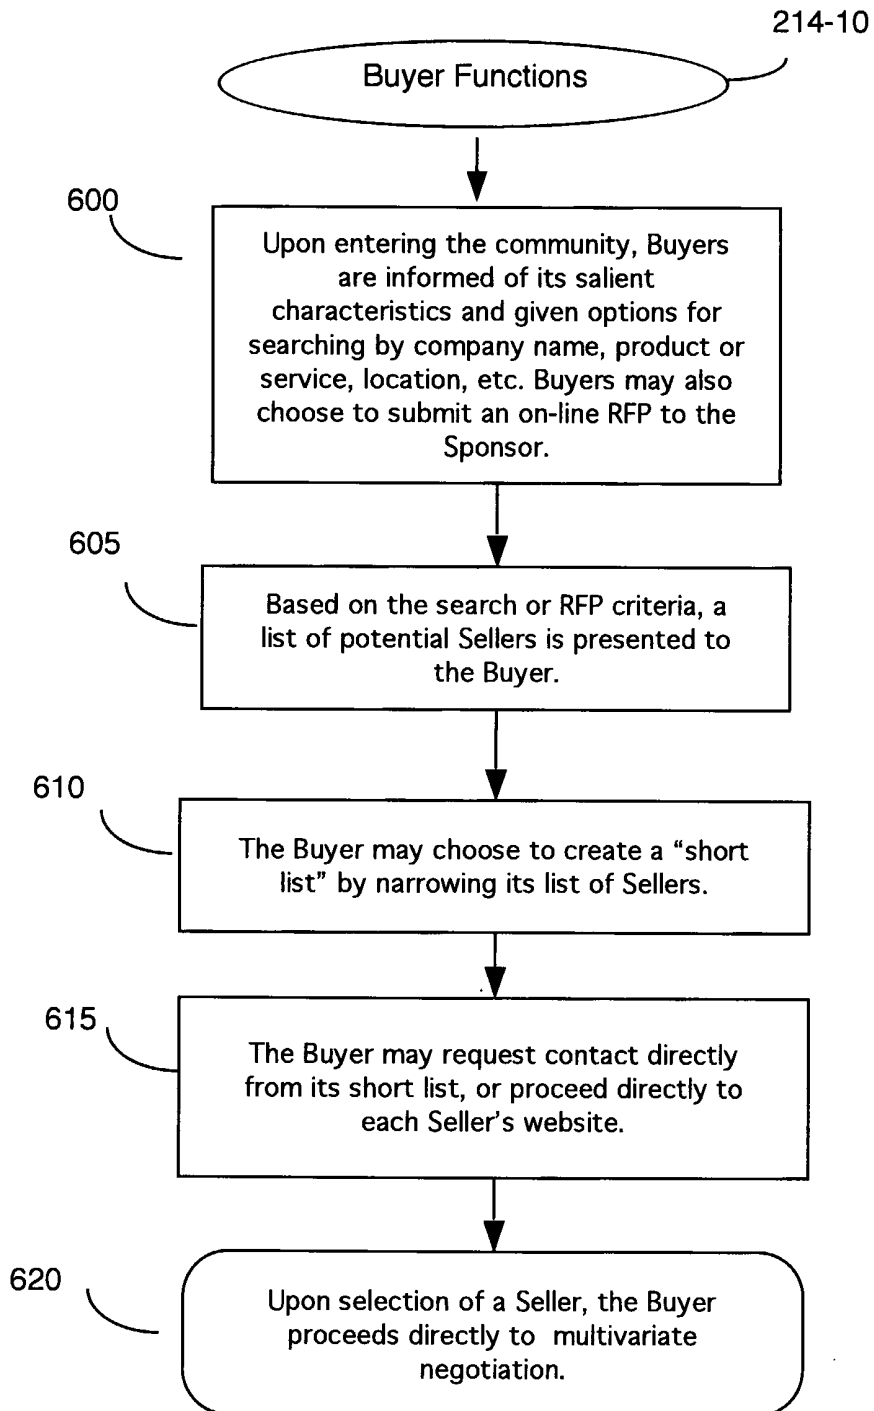 214-10
Buyer Functions
600
Upon entering the community, Buyers
are informed of its salient
characteristics and given options for
searching by company name, product or
service, location, etc. Buyers may also
choose to submit an on-line RFP to the
Sponsor.
605
Based on the search or RFP criteria, a
list of potential Sellers is presented to
the Buyer.
610
The Buyer may choose to create a “short
list” by narrowing its list of Sellers.
615
The Buyer may request contact directly
from its short list, or proceed directly to
each Seller’s website.
620
Upon selection of a Seller, the Buyer
proceeds directly to multivariate
negotiation.